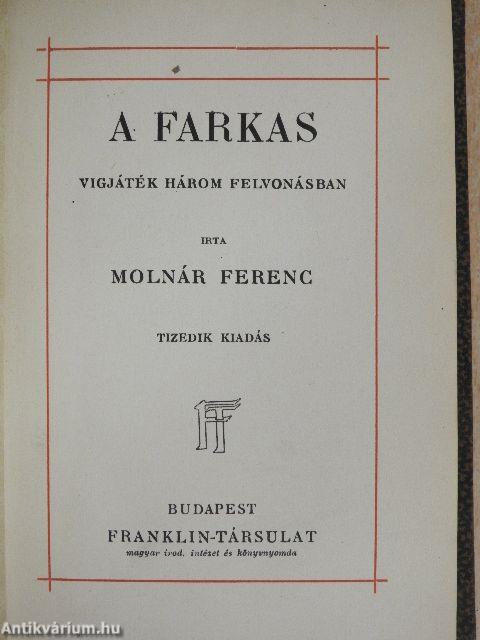 A FARKAS
VIGJÁTÉK HÁROM FELVONÁSBAN
IRTA
MOLNÁR FERENC
TIZEDIK KIADÁS
FT
BUDAPEST
FRANKLIN-TÁRSULAT
magyar irod. intézet és könyvnyomda
Antikvárium.hu